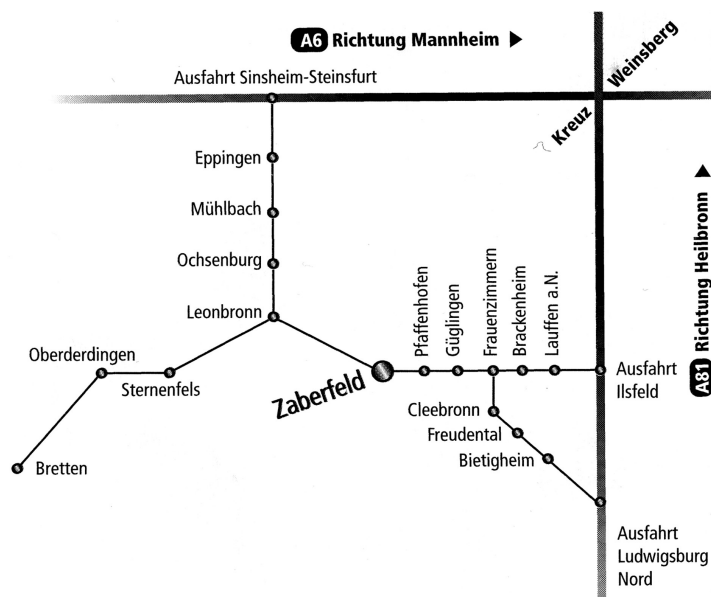 A6 Richtung Mannheim
Weinsberg
Kreuz
Ausfahrt Sinsheim-Steinsfurt
Eppingen
Mühlbach
Ochsenburg
Leonbronn
Oberderdingen
Sternenfels
Bretten
Zaberfeld
Pfaffenhofen
Güglingen
Frauenzimmern
Brackenheim
Lauffen a.N.
Ausfahrt
Ilsfeld
A81 Richtung Heilbronn
Cleebronn
Freudental
Bietigheim
Ausfahrt
Ludwigsburg
Nord